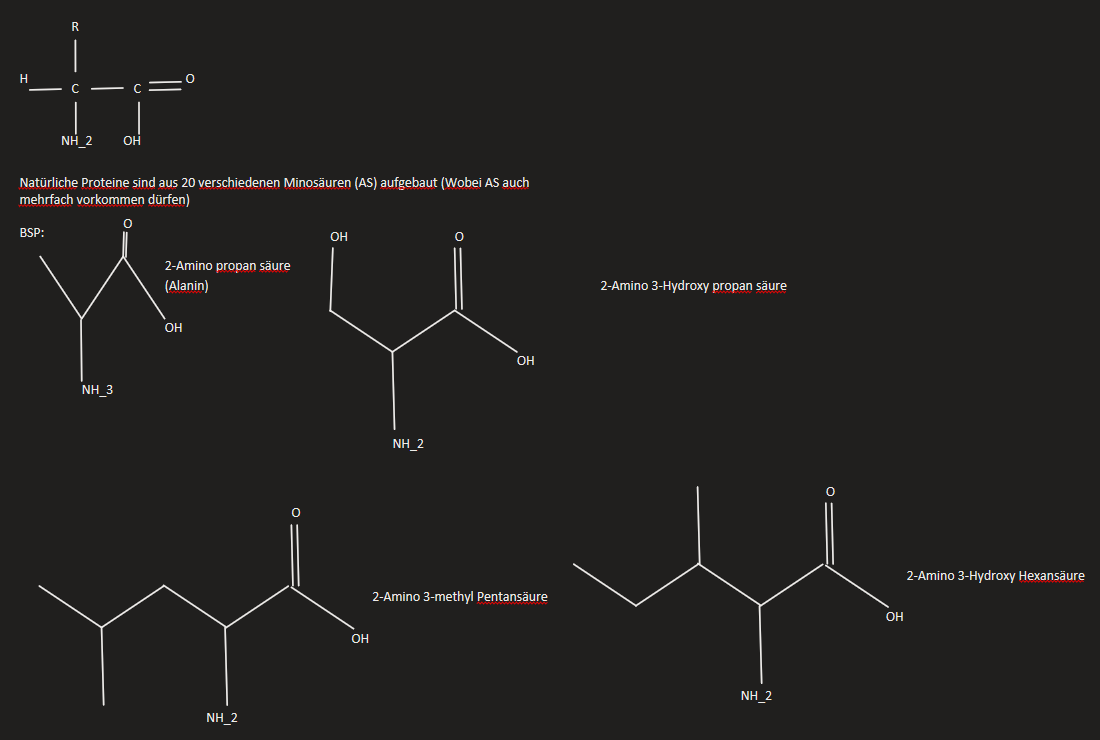 R
H
C
C
O
NH_2
OH
Natürliche Proteine sind aus 20 verschiedenen Minosäuren (AS) aufgebaut (Wobei AS auch
mehrfach vorkommen dürfen)
BSP:
O
2-Amino propan säure
(Alanin)
OH
NH_3
OH
O
OH
NH_2
2-Amino 3-Hydroxy propan säure
O
2-Amino 3-methyl Pentansäure
OH
NH_2
O
2-Amino 3-Hydroxy Hexansäure
OH
NH_2